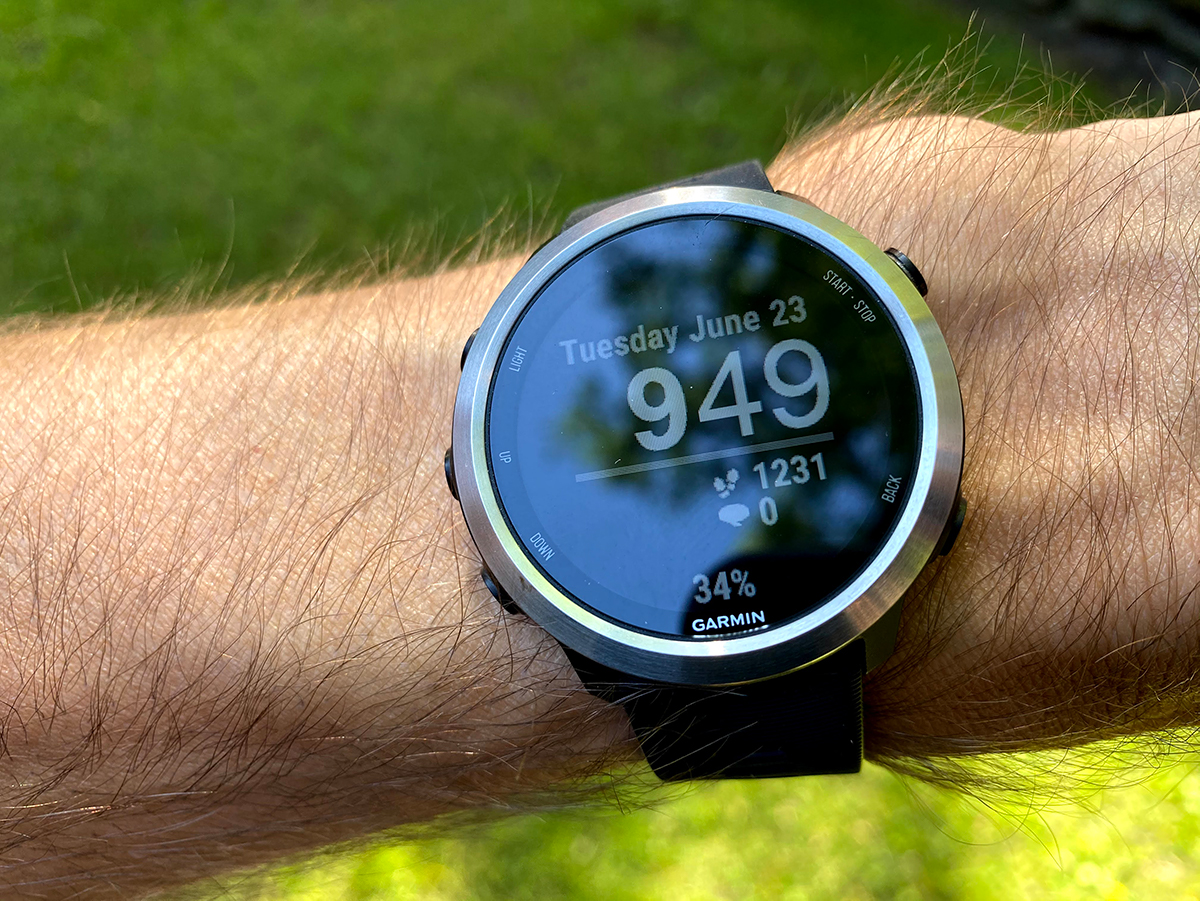 START · STOP
LIGHT
Tuesday June 23
949
UP
1231
BACK
0
DOWN
34%
GARMIN